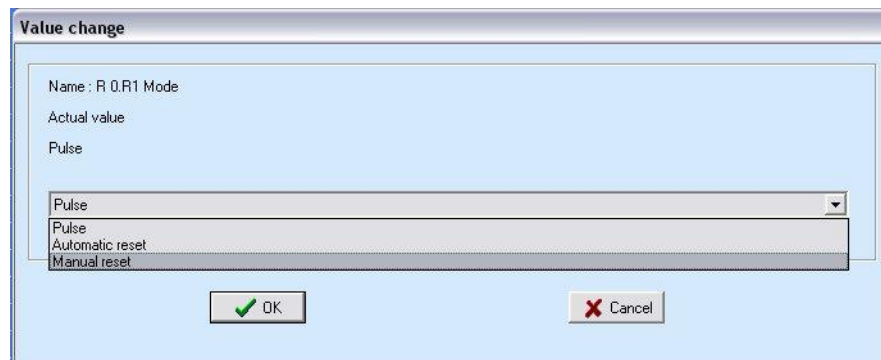 Value change
Name : R 0.R1 Mode
Actual value
Pulse
Pulse
Pulse
Automatic reset
Manual reset
OK
Cancel